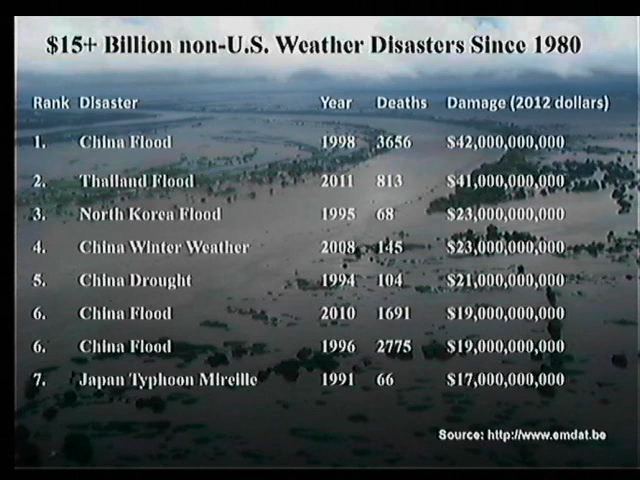 $15+ Billion non-U.S. Weather Disasters Since 1980
Rank Disaster Year Deaths Damage (2012 dollars)
1. China Flood 1998 3656 $42,000,000,000
2. Thailand Flood 2011 813 $41,000,000,000
3. North Korea Flood 1995 68 $23,000,000,000
4. China Winter Weather 2008 145 $23,000,000,000
5. China Drought 1994 104 $21,000,000,000
6. China Flood 2010 1691 $19,000,000,000
6. China Flood 1996 2775 $19,000,000,000
7. Japan Typhoon Mireille 1991 66 $17,000,000,000
Source: http://www.emdat.be